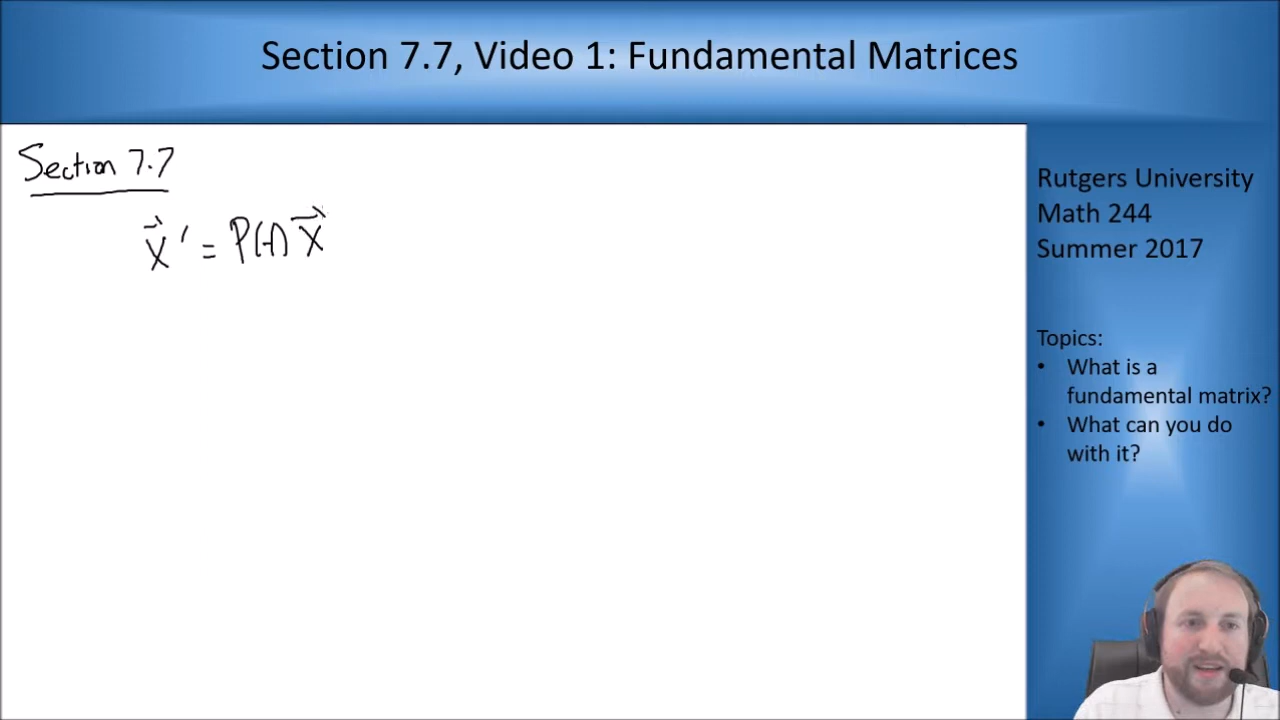 Section 7.7, Video 1: Fundamental Matrices
Section 7.7
x⃗' = P(t) x⃗
Rutgers University
Math 244
Summer 2017
Topics:
• What is a
fundamental matrix?
• What can you do
with it?